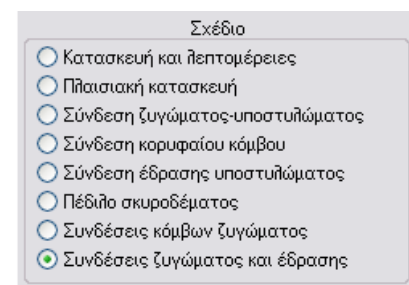 Σχέδιο
Κατασκευή και λεπτομέρειες
Πλαισιακή κατασκευή
Σύνδεση ζυγώματος-υποστυλώματος
Σύνδεση κορυφαίου κόμβου
Σύνδεση έδρασης υποστυλώματος
Πέδιλο σκυροδέματος
Συνδέσεις κόμβων ζυγώματος
Συνδέσεις ζυγώματος και έδρασης